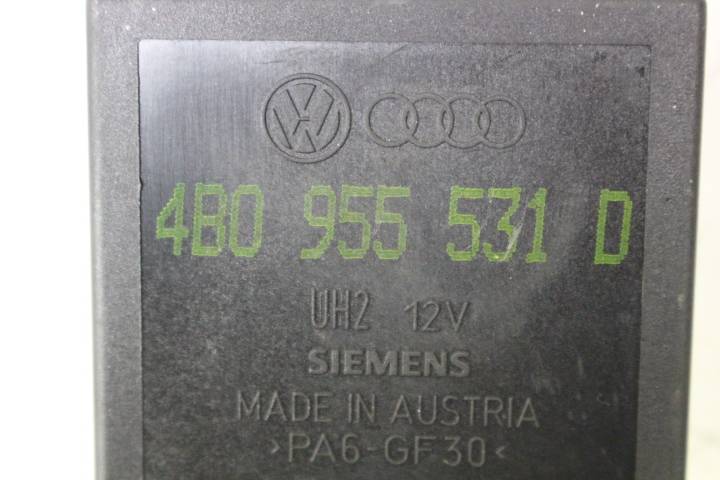 4B0 955 531 D
UH2 12V
SIEMENS
MADE IN AUSTRIA
>PA6-GF30<